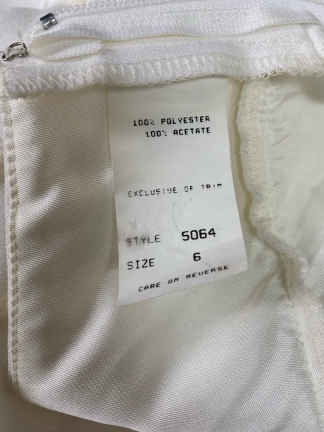 100% POLYESTER
100% ACETATE
EXCLUSIVE OF TRIM
STYLE 5064
SIZE 6
CARE ON REVERSE